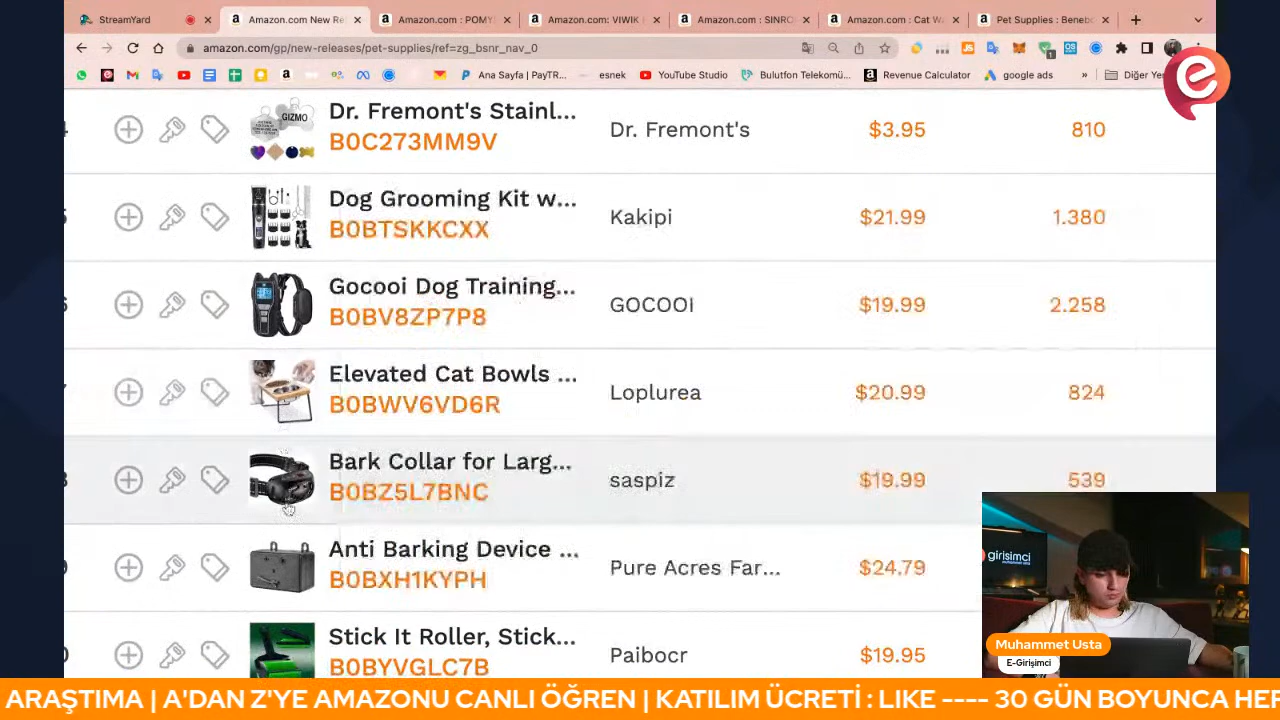 StreamYard
Amazon.com New Re
Amazon.com : POMY
Amazon.com: VIWIK
Amazon.com : SINRO
Amazon.com : Cat Wa
Pet Supplies : Benebo
amazon.com/gp/new-releases/pet-supplies/ref=zg_bsnr_nav_0
Ana Sayfa | PayTR...
esnek
YouTube Studio
Bulutfon Telekomü...
Revenue Calculator
google ads
»
Diğer Yer
Dr. Fremont's Stainl...
B0C273MM9V
Dr. Fremont's
$3.95
810
Dog Grooming Kit w...
B0BTSKKCXX
Kakipi
$21.99
1.380
Gocooi Dog Training...
B0BV8ZP7P8
GOCOOI
$19.99
2.258
Elevated Cat Bowls ...
B0BWV6VD6R
Loplurea
$20.99
824
Bark Collar for Larg...
B0BZ5L7BNC
saspiz
$19.99
539
Anti Barking Device ...
B0BXH1KYPH
Pure Acres Far...
$24.79
Stick It Roller, Stick...
B0BYVGLC7B
Paibocr
$19.95
GIZMO
girisimci
Muhammet Usta
E-Girişimci
ARAŞTIMA | A'DAN Z'YE AMAZONU CANLI ÖĞREN | KATILIM ÜCRETİ : LIKE ---- 30 GÜN BOYUNCA HER